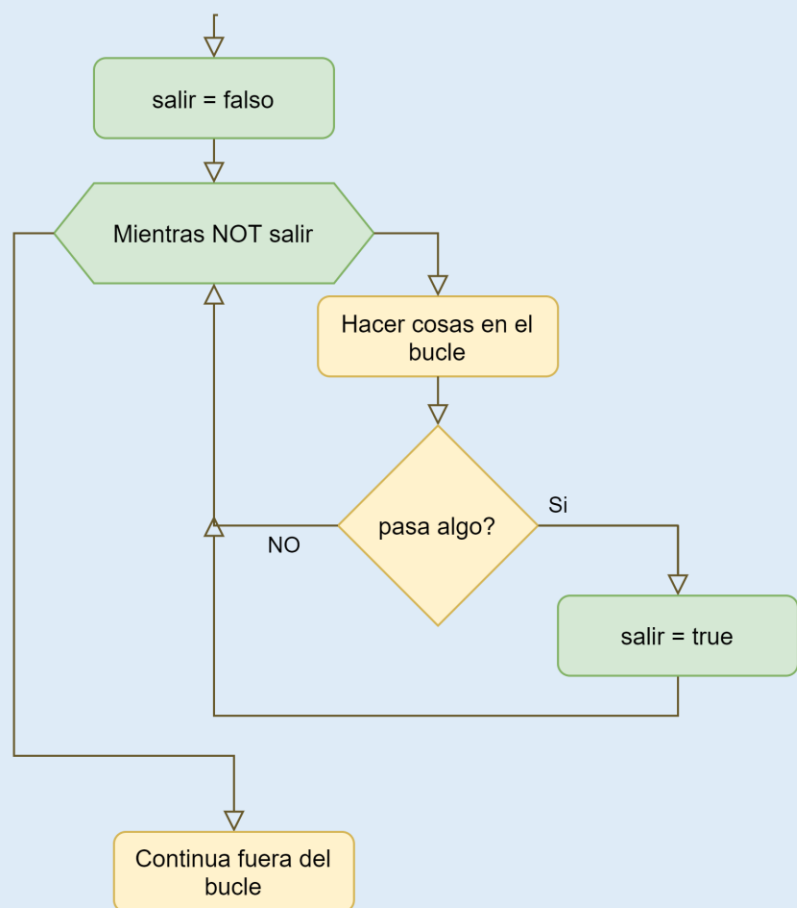 salir = falso
Mientras NOT salir
Hacer cosas en el
bucle
pasa algo?
Si
NO
salir = true
Continua fuera del
bucle